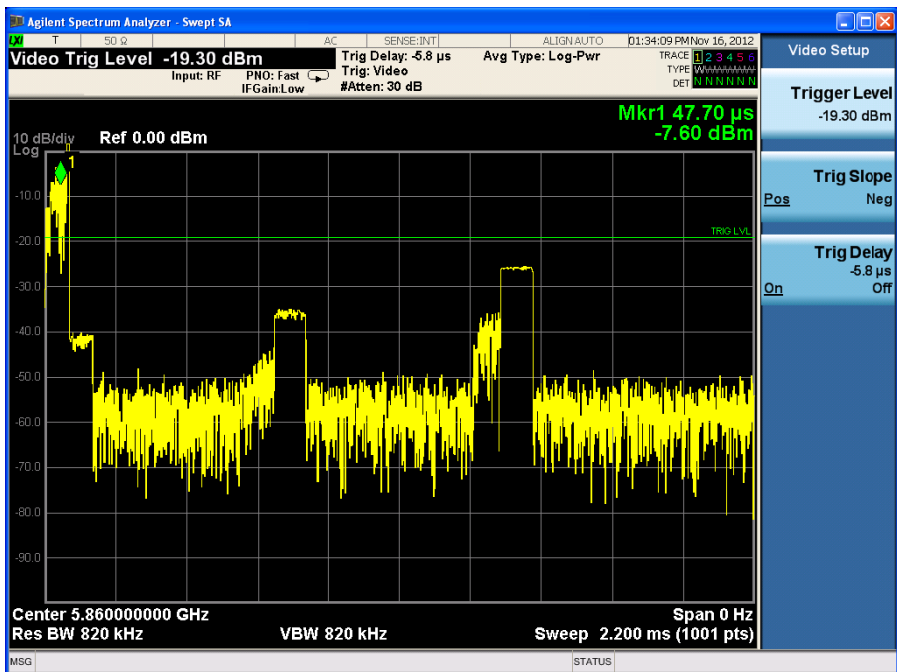 Agilent Spectrum Analyzer - Swept SA
LXI T 50 Ω AC SENSE:INT ALIGN AUTO 01:34:09 PM Nov 16, 2012
Video Trig Level -19.30 dBm
Trig Delay: -5.8 µs
Avg Type: Log-Pwr
TRACE 1 2 3 4 5 6
Input: RF
PNO: Fast
Trig: Video
TYPE
IFGain:Low
#Atten: 30 dB
DET N N N N N N
Mkr1 47.70 µs
-7.60 dBm
10 dB/div
Ref 0.00 dBm
Log
1
-10.0
-20.0
TRIG LVL
-30.0
-40.0
-50.0
-60.0
-70.0
-80.0
-90.0
Center 5.860000000 GHz
Span 0 Hz
Res BW 820 kHz
VBW 820 kHz
Sweep 2.200 ms (1001 pts)
MSG
STATUS
Video Setup
Trigger Level
-19.30 dBm
Trig Slope
Pos Neg
Trig Delay
-5.8 µs
On Off